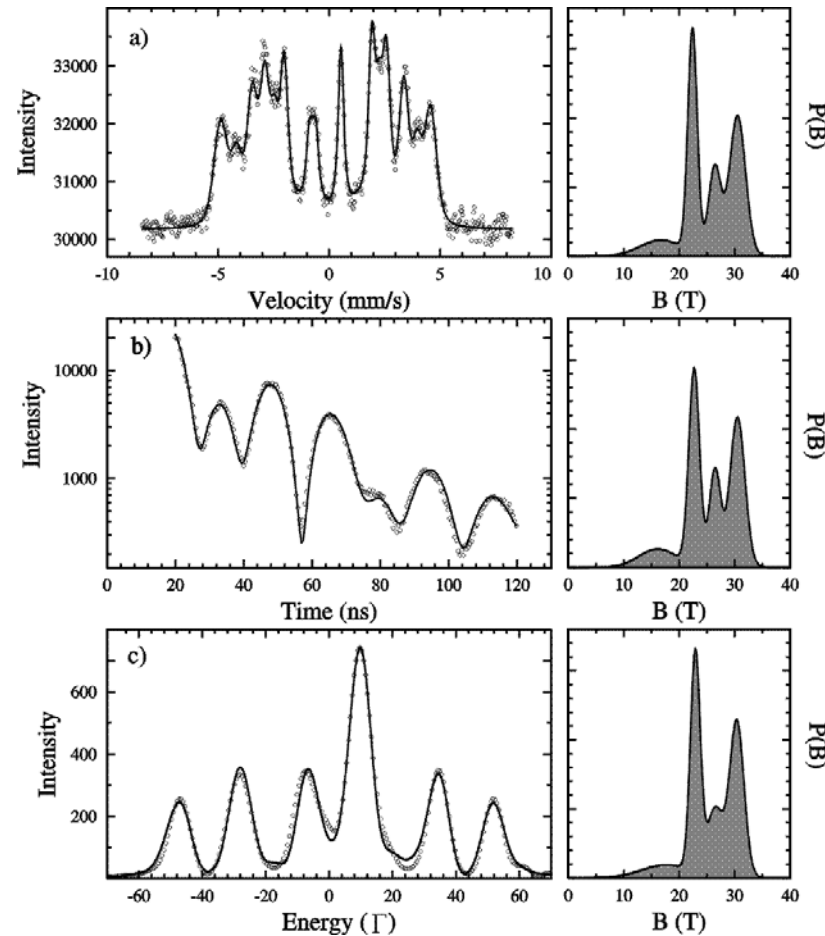 a)
33000
32000
31000
30000
Intensity
-10 -5 0 5 10
Velocity (mm/s)
P(B)
0 10 20 30 40
B (T)
b)
10000
1000
Intensity
0 20 40 60 80 100 120
Time (ns)
P(B)
0 10 20 30 40
B (T)
c)
600
400
200
Intensity
-60 -40 -20 0 20 40 60
Energy (Γ)
P(B)
0 10 20 30 40
B (T)